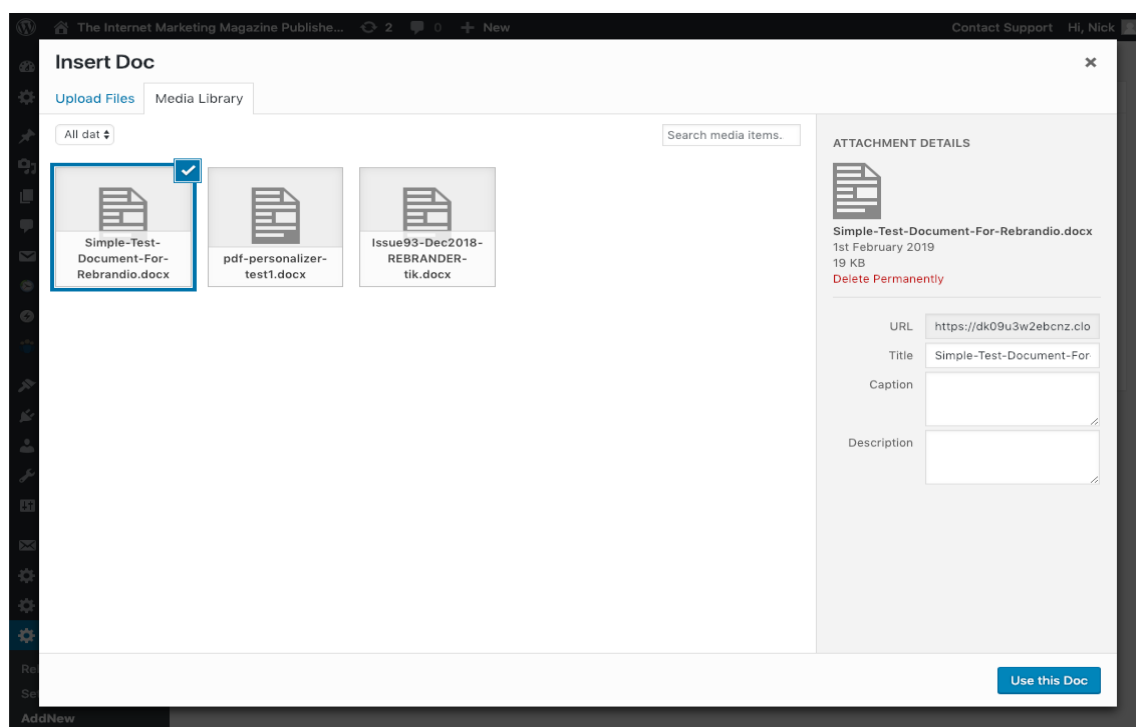 The Internet Marketing Magazine Publishe... 2 0 + New Contact Support Hi, Nick
Insert Doc ×
Upload Files Media Library
All dat Search media items.
Simple-Test-
Document-For-
Rebrandio.docx
pdf-personalizer-
test1.docx
Issue93-Dec2018-
REBRANDER-
tik.docx
ATTACHMENT DETAILS
Simple-Test-Document-For-Rebrandio.docx
1st February 2019
19 KB
Delete Permanently
URL https://dk09u3w2ebcnz.clo
Title Simple-Test-Document-For-
Caption
Description
Use this Doc
AddNew